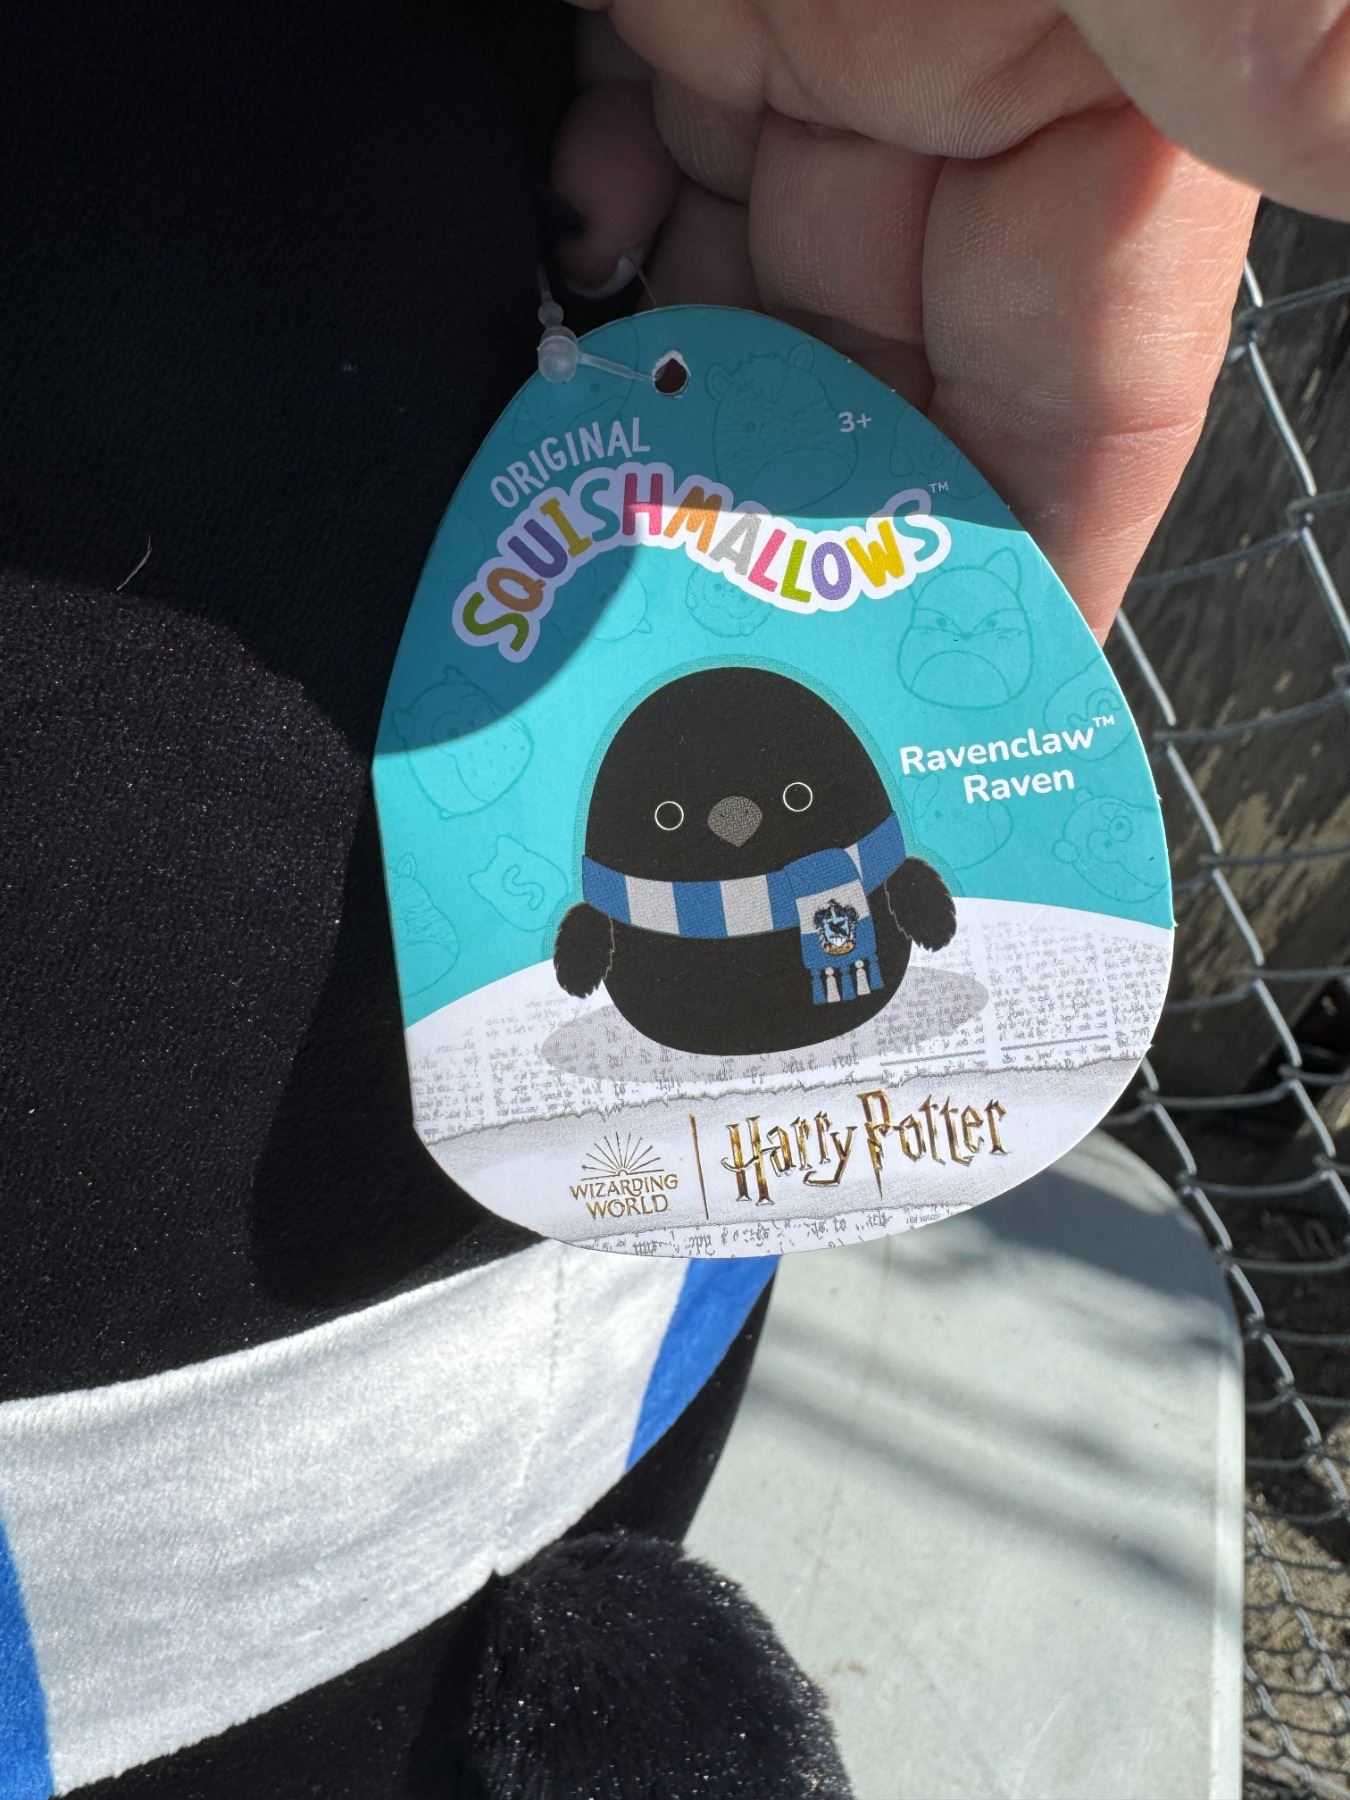 3+
ORIGINAL
SQUISHMALLOWS™
Ravenclaw™
Raven
WIZARDING
WORLD
Harry Potter